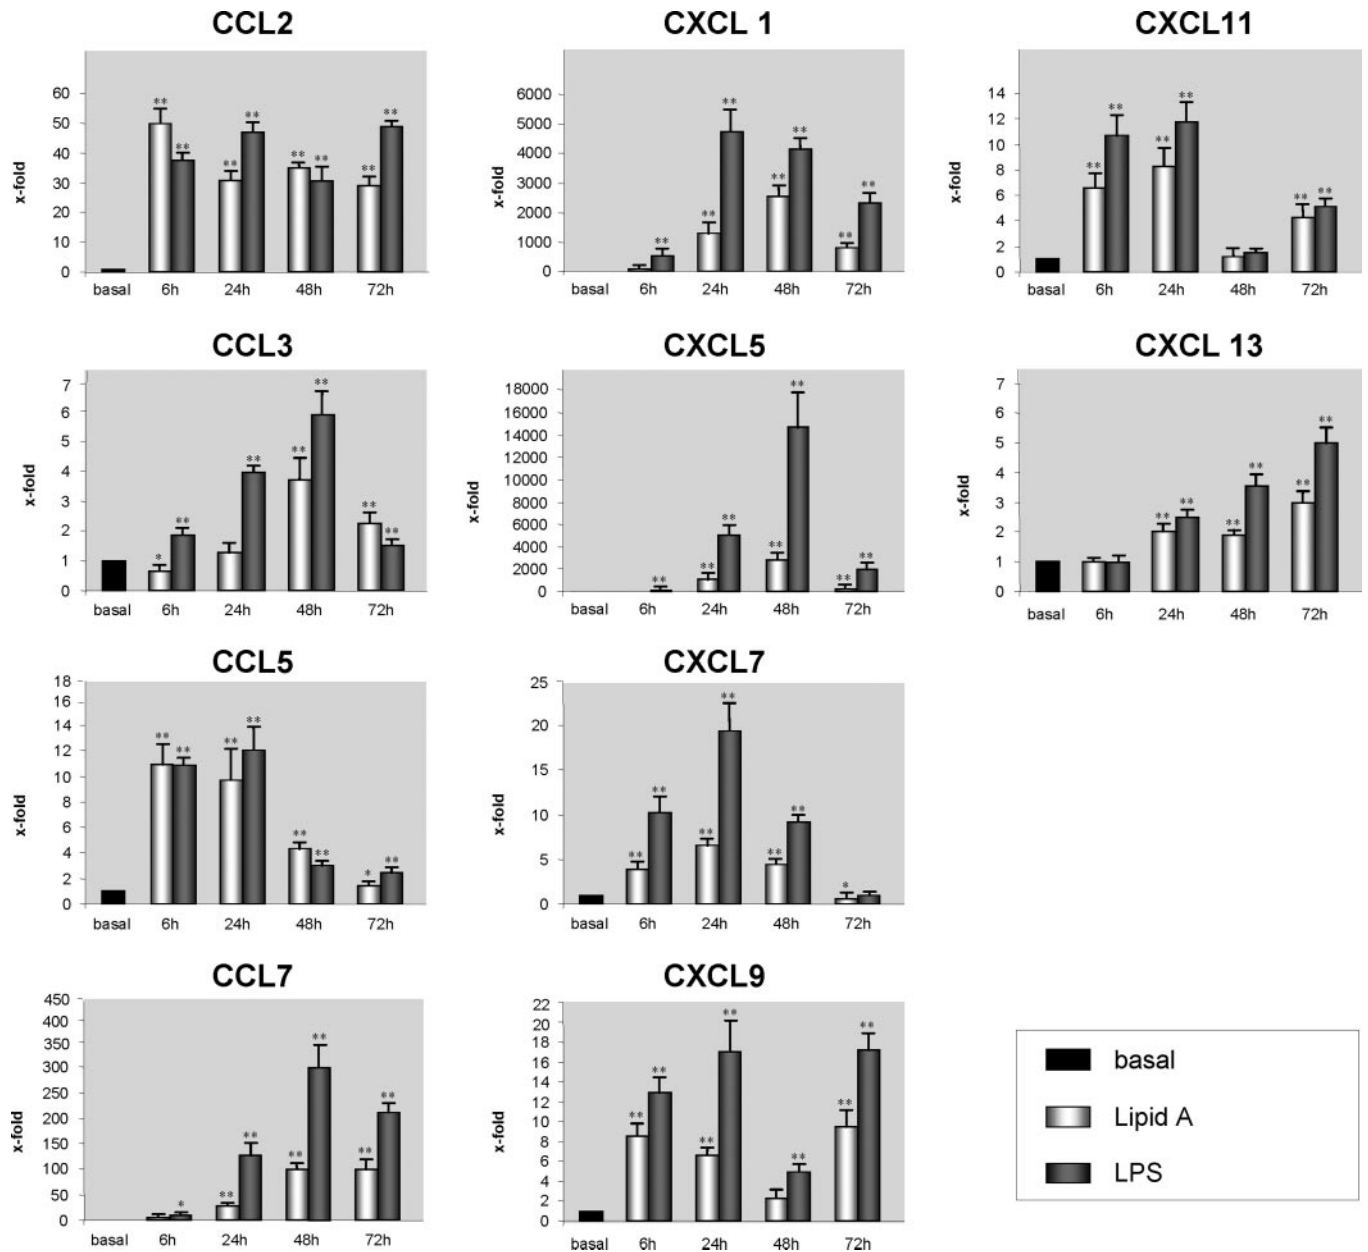 CCL2
x-fold
60
50
40
30
20
10
0
** ** ** ** ** ** ** **
basal 6h 24h 48h 72h
CXCL 1
x-fold
6000
5000
4000
3000
2000
1000
0
** ** ** ** ** ** **
basal 6h 24h 48h 72h
CXCL11
x-fold
14
12
10
8
6
4
2
0
** ** ** ** ** **
basal 6h 24h 48h 72h
CCL3
x-fold
7
6
5
4
3
2
1
0
* ** ** ** ** ** **
basal 6h 24h 48h 72h
CXCL5
x-fold
18000
16000
14000
12000
10000
8000
6000
4000
2000
0
** ** ** ** ** ** **
basal 6h 24h 48h 72h
CXCL 13
x-fold
7
6
5
4
3
2
1
0
** ** ** ** ** **
basal 6h 24h 48h 72h
CCL5
x-fold
18
16
14
12
10
8
6
4
2
0
** ** ** ** ** ** * **
basal 6h 24h 48h 72h
CXCL7
x-fold
25
20
15
10
5
0
** ** ** ** ** ** *
basal 6h 24h 48h 72h
CCL7
x-fold
450
400
350
300
250
200
150
100
50
0
* ** ** ** ** ** **
basal 6h 24h 48h 72h
CXCL9
x-fold
22
20
18
16
14
12
10
8
6
4
2
0
** ** ** ** ** ** **
basal 6h 24h 48h 72h
basal
Lipid A
LPS